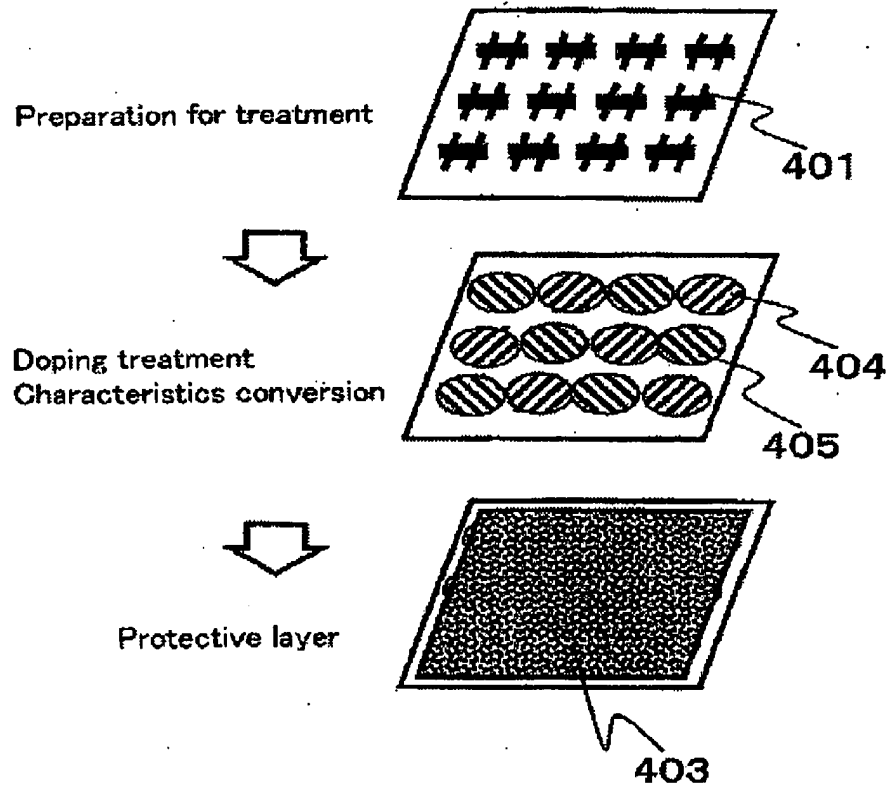 Preparation for treatment
401
Doping treatment
Characteristics conversion
404
405
Protective layer
403